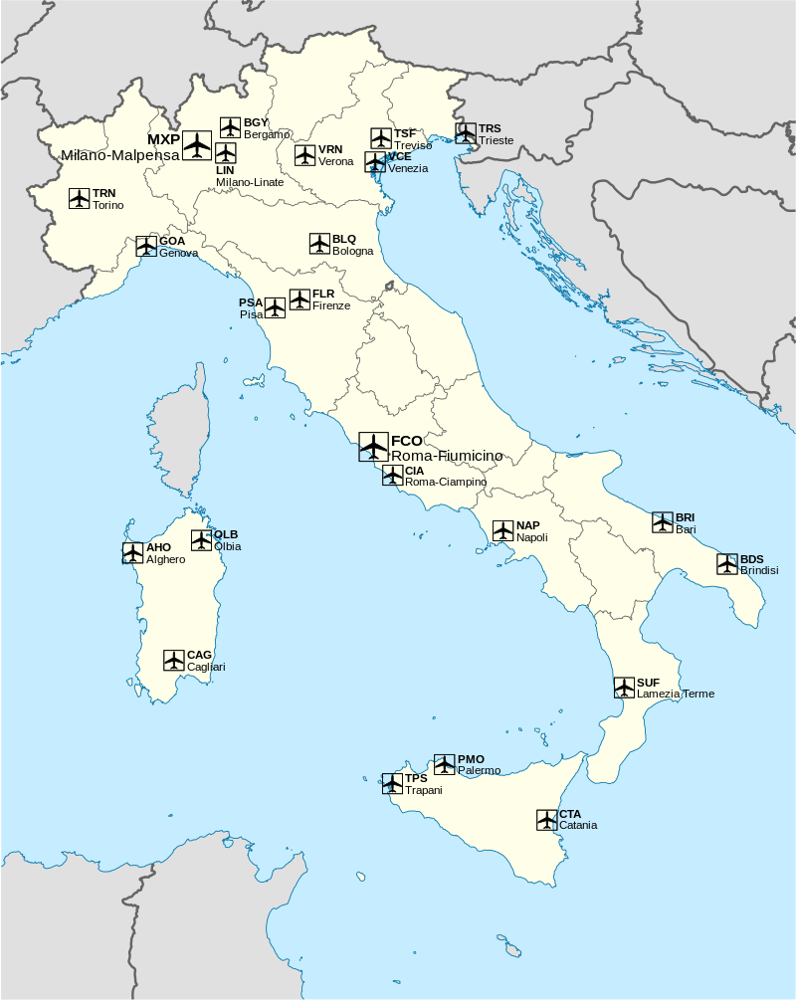 BGY
Bergamo
MXP
Milano-Malpensa
LIN
Milano-Linate
VRN
Verona
TSF
Treviso
VCE
Venezia
TRS
Trieste
TRN
Torino
GOA
Genova
BLQ
Bologna
FLR
Firenze
PSA
Pisa
FCO
Roma-Fiumicino
CIA
Roma-Ciampino
NAP
Napoli
BRI
Bari
BDS
Brindisi
OLB
Olbia
AHO
Alghero
CAG
Cagliari
SUF
Lamezia Terme
PMO
Palermo
TPS
Trapani
CTA
Catania